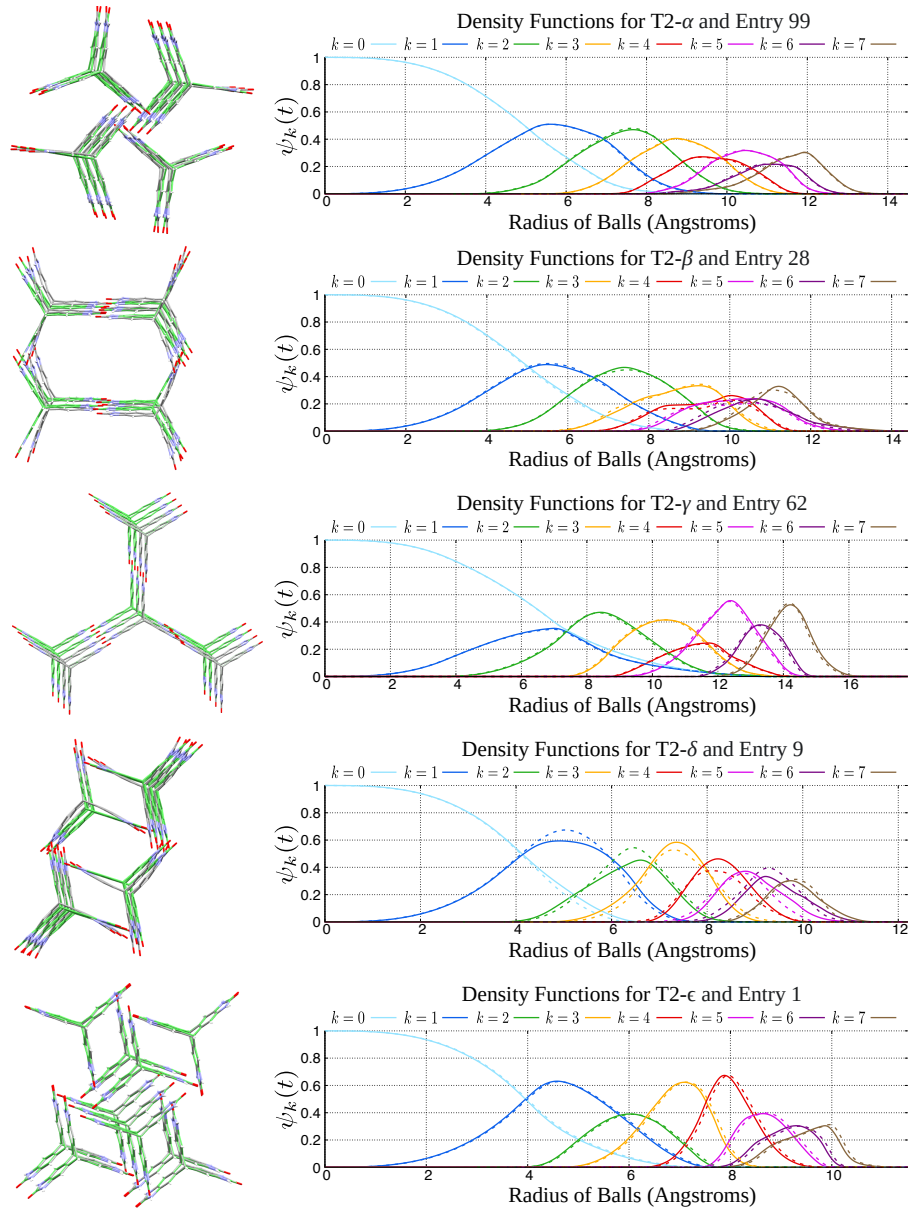 Density Functions for T2-α and Entry 99
k = 0 k = 1 k = 2 k = 3 k = 4 k = 5 k = 6 k = 7
1
0.8
0.6
0.4
0.2
0
ψk(t)
0 2 4 6 8 10 12 14
Radius of Balls (Angstroms)
Density Functions for T2-β and Entry 28
k = 0 k = 1 k = 2 k = 3 k = 4 k = 5 k = 6 k = 7
1
0.8
0.6
0.4
0.2
0
ψk(t)
0 2 4 6 8 10 12 14
Radius of Balls (Angstroms)
Density Functions for T2-γ and Entry 62
k = 0 k = 1 k = 2 k = 3 k = 4 k = 5 k = 6 k = 7
1
0.8
0.6
0.4
0.2
0
ψk(t)
0 2 4 6 8 10 12 14 16
Radius of Balls (Angstroms)
Density Functions for T2-δ and Entry 9
k = 0 k = 1 k = 2 k = 3 k = 4 k = 5 k = 6 k = 7
1
0.8
0.6
0.4
0.2
0
ψk(t)
0 2 4 6 8 10 12
Radius of Balls (Angstroms)
Density Functions for T2-ϵ and Entry 1
k = 0 k = 1 k = 2 k = 3 k = 4 k = 5 k = 6 k = 7
1
0.8
0.6
0.4
0.2
0
ψk(t)
0 2 4 6 8 10
Radius of Balls (Angstroms)